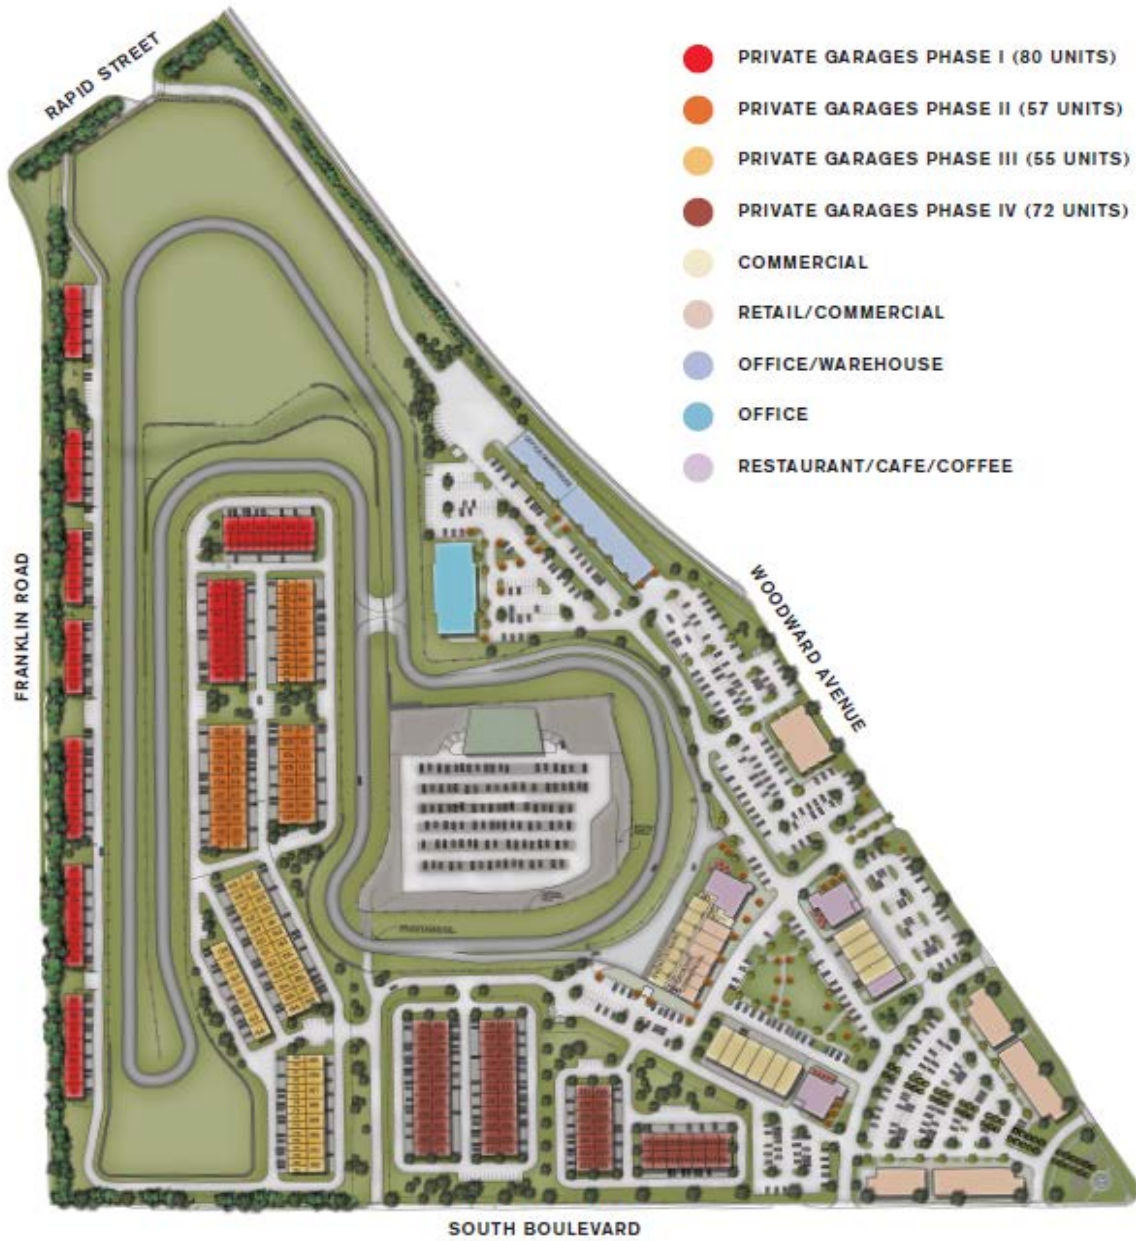 RAPID STREET
PRIVATE GARAGES PHASE I (80 UNITS)
PRIVATE GARAGES PHASE II (57 UNITS)
PRIVATE GARAGES PHASE III (55 UNITS)
PRIVATE GARAGES PHASE IV (72 UNITS)
COMMERCIAL
RETAIL/COMMERCIAL
OFFICE/WAREHOUSE
OFFICE
RESTAURANT/CAFE/COFFEE
OFFICE/WAREHOUSE
WOODWARD AVENUE
FRANKLIN ROAD
SOUTH BOULEVARD